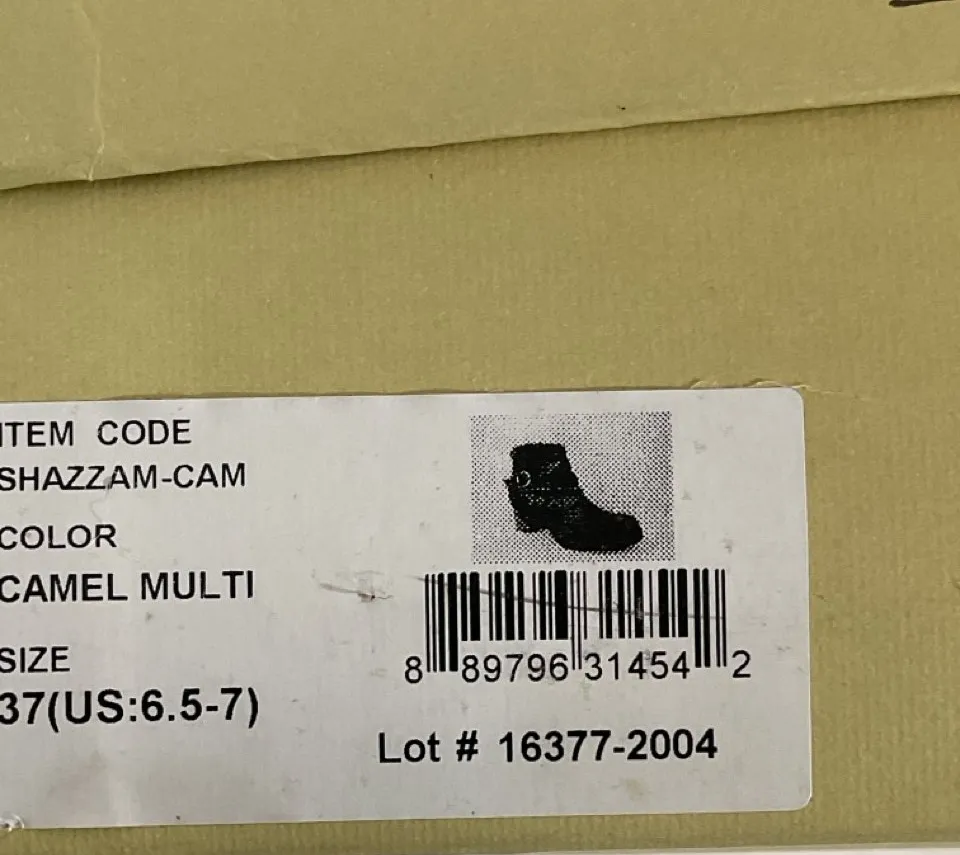 ITEM CODE
SHAZZAM-CAM
COLOR
CAMEL MULTI
SIZE
37(US:6.5-7)
8 89796 31454 2
Lot # 16377-2004